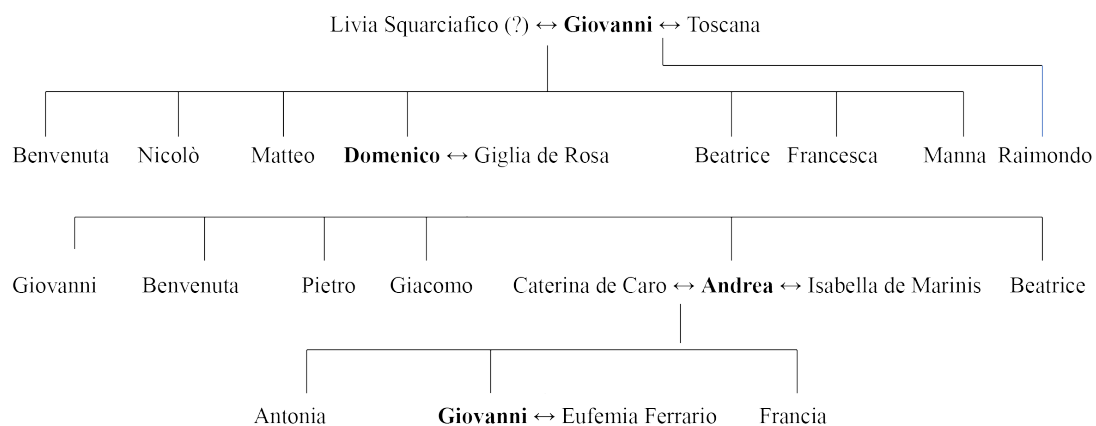 Livia Squarciafico (?) ↔ Giovanni ↔ Toscana
Benvenuta Nicolò Matteo Domenico ↔ Giglia de Rosa Beatrice Francesca Manna Raimondo
Giovanni Benvenuta Pietro Giacomo Caterina de Caro ↔ Andrea ↔ Isabella de Marinis Beatrice
Antonia Giovanni ↔ Eufemia Ferrario Francia